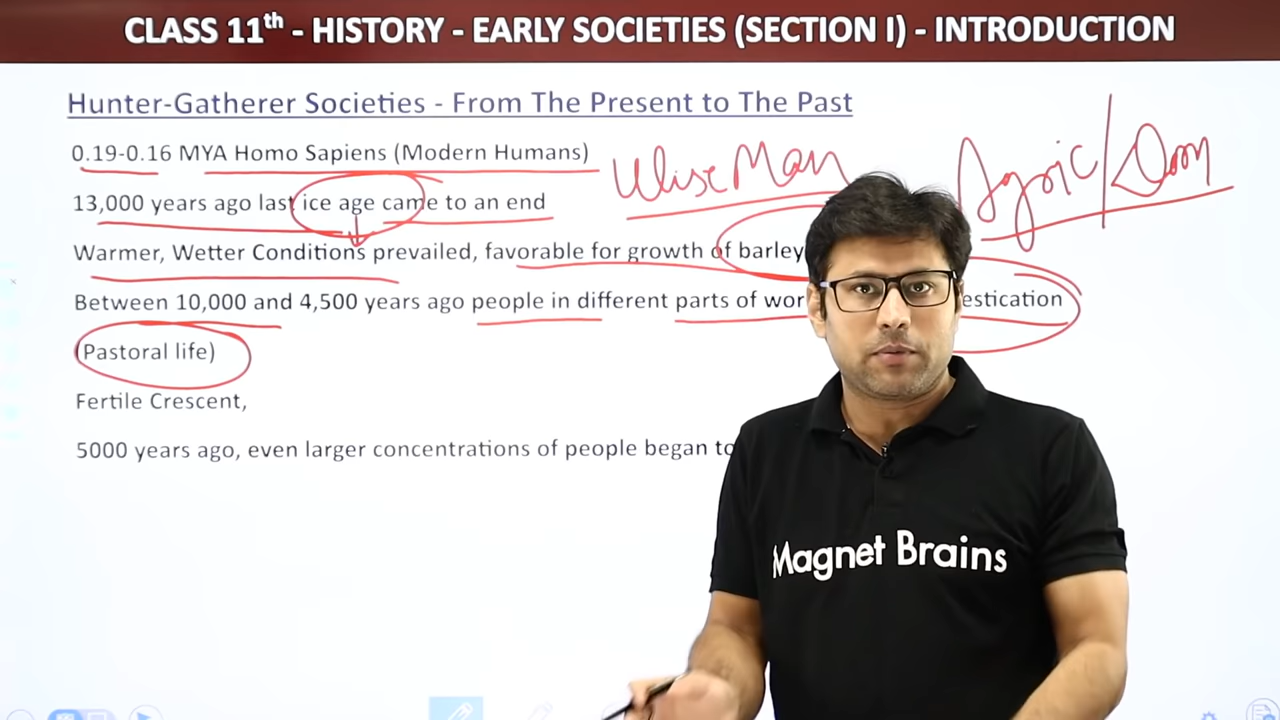 CLASS 11th - HISTORY - EARLY SOCIETIES (SECTION I) - INTRODUCTION
Hunter-Gatherer Societies - From The Present to The Past
0.19-0.16 MYA Homo Sapiens (Modern Humans)
Wise Man
Agric/Dom
13,000 years ago last ice age came to an end
Warmer, Wetter Conditions prevailed, favorable for growth of barley
Between 10,000 and 4,500 years ago people in different parts of wor estication
(Pastoral life)
Fertile Crescent,
5000 years ago, even larger concentrations of people began to
Magnet Brains